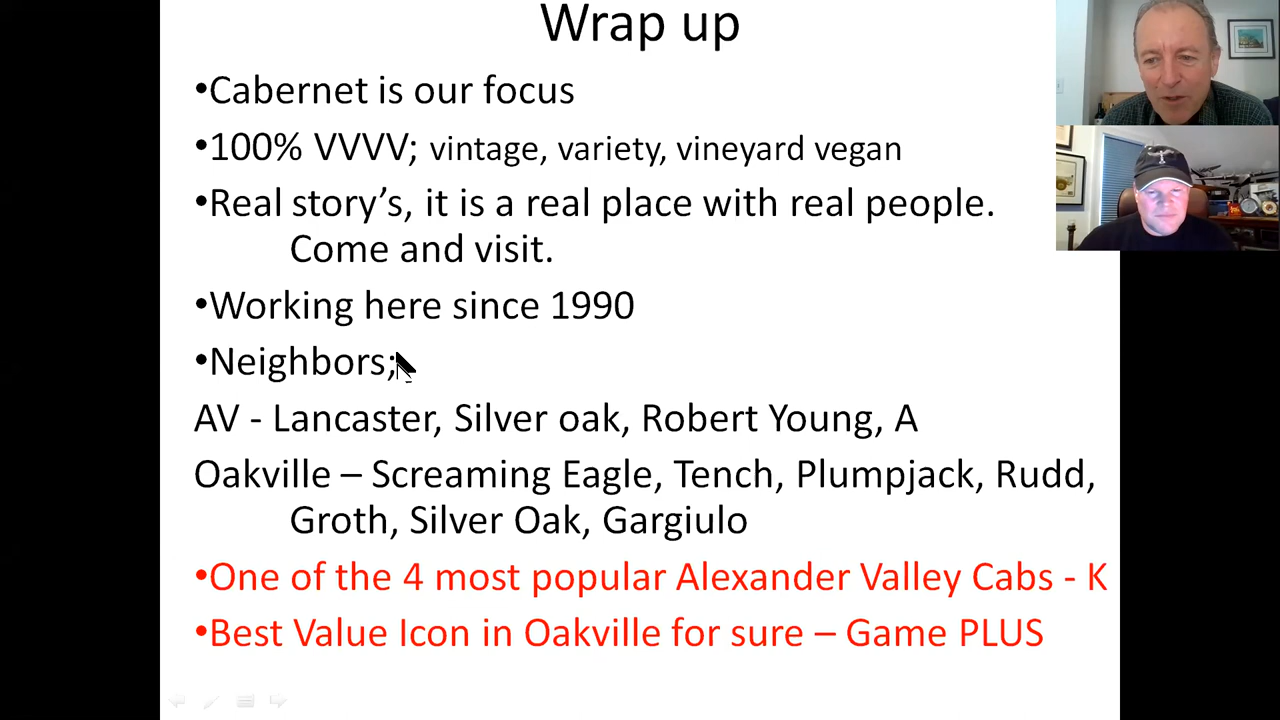 Wrap up
•Cabernet is our focus
•100% VVVV; vintage, variety, vineyard vegan
•Real story’s, it is a real place with real people.
Come and visit.
•Working here since 1990
•Neighbors;
AV - Lancaster, Silver oak, Robert Young, A
Oakville – Screaming Eagle, Tench, Plumpjack, Rudd,
Groth, Silver Oak, Gargiulo
•One of the 4 most popular Alexander Valley Cabs - K
•Best Value Icon in Oakville for sure – Game PLUS